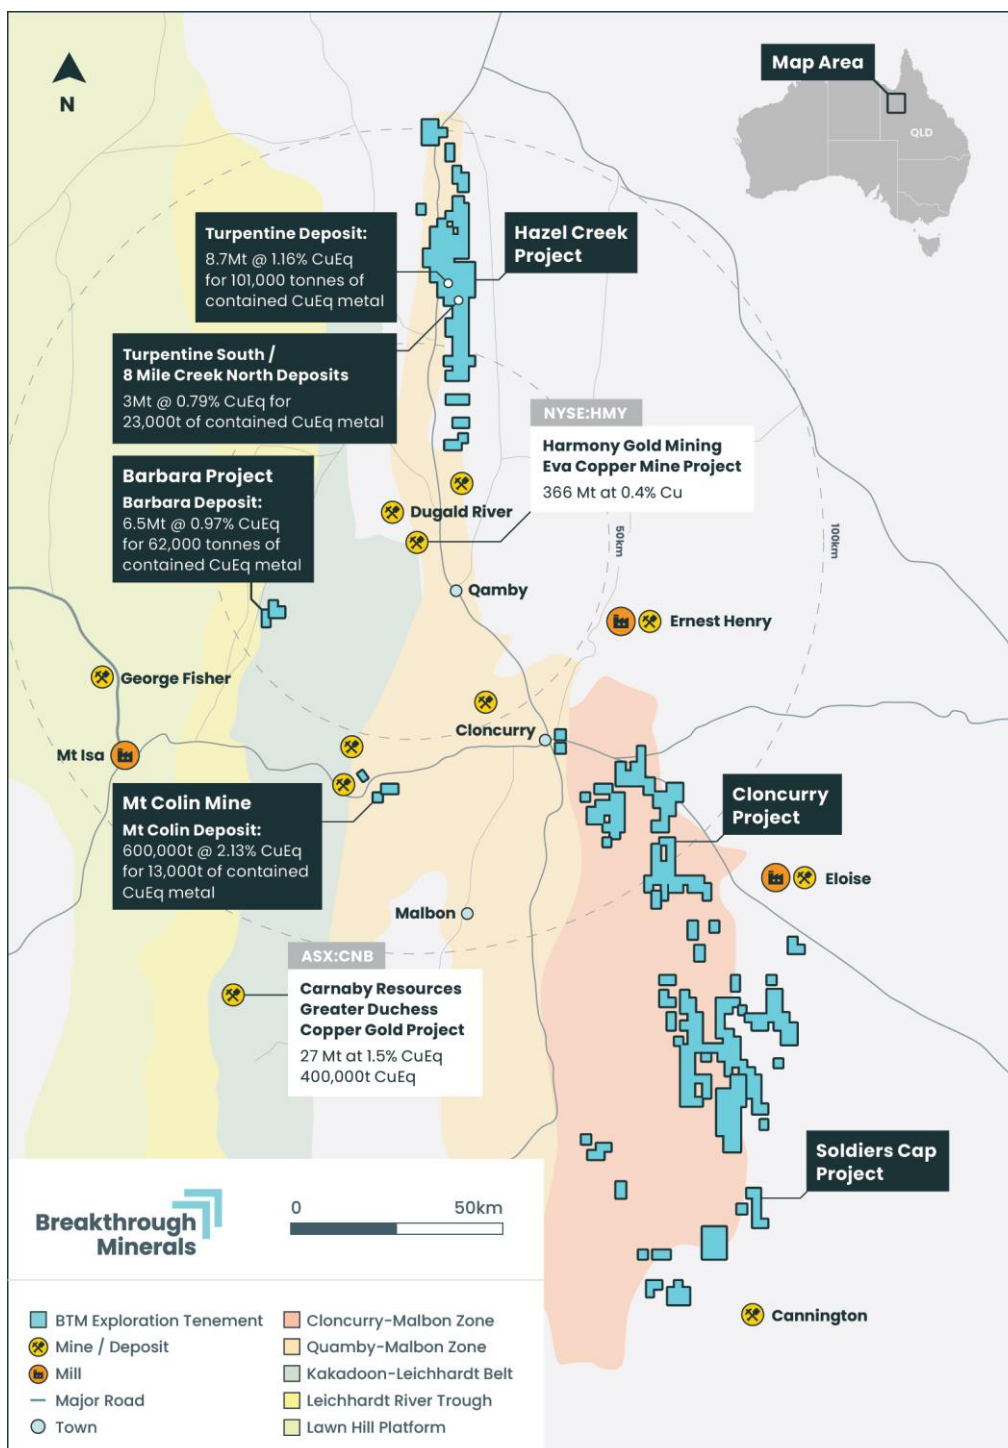 N
Map Area
QLD
Turpentine Deposit:
8.7Mt @ 1.16% CuEq
for 101,000 tonnes of
contained CuEq metal
Hazel Creek
Project
Turpentine South /
8 Mile Creek North Deposits
3Mt @ 0.79% CuEq for
23,000t of contained CuEq metal
NYSE:HMY
Harmony Gold Mining
Eva Copper Mine Project
366 Mt at 0.4% Cu
Barbara Project
Barbara Deposit:
6.5Mt @ 0.97% CuEq
for 62,000 tonnes of
contained CuEq metal
Dugald River
50km
100km
Qamby
Ernest Henry
George Fisher
Cloncurry
Mt Isa
Mt Colin Mine
Mt Colin Deposit:
600,000t @ 2.13% CuEq
for 13,000t of contained
CuEq metal
Cloncurry
Project
Eloise
Malbon
ASX:CNB
Carnaby Resources
Greater Duchess
Copper Gold Project
27 Mt at 1.5% CuEq
400,000t CuEq
Soldiers Cap
Project
Breakthrough
Minerals
0 50km
Cannington
BTM Exploration Tenement
Mine / Deposit
Mill
Major Road
Town
Cloncurry-Malbon Zone
Quamby-Malbon Zone
Kakadoon-Leichhardt Belt
Leichhardt River Trough
Lawn Hill Platform